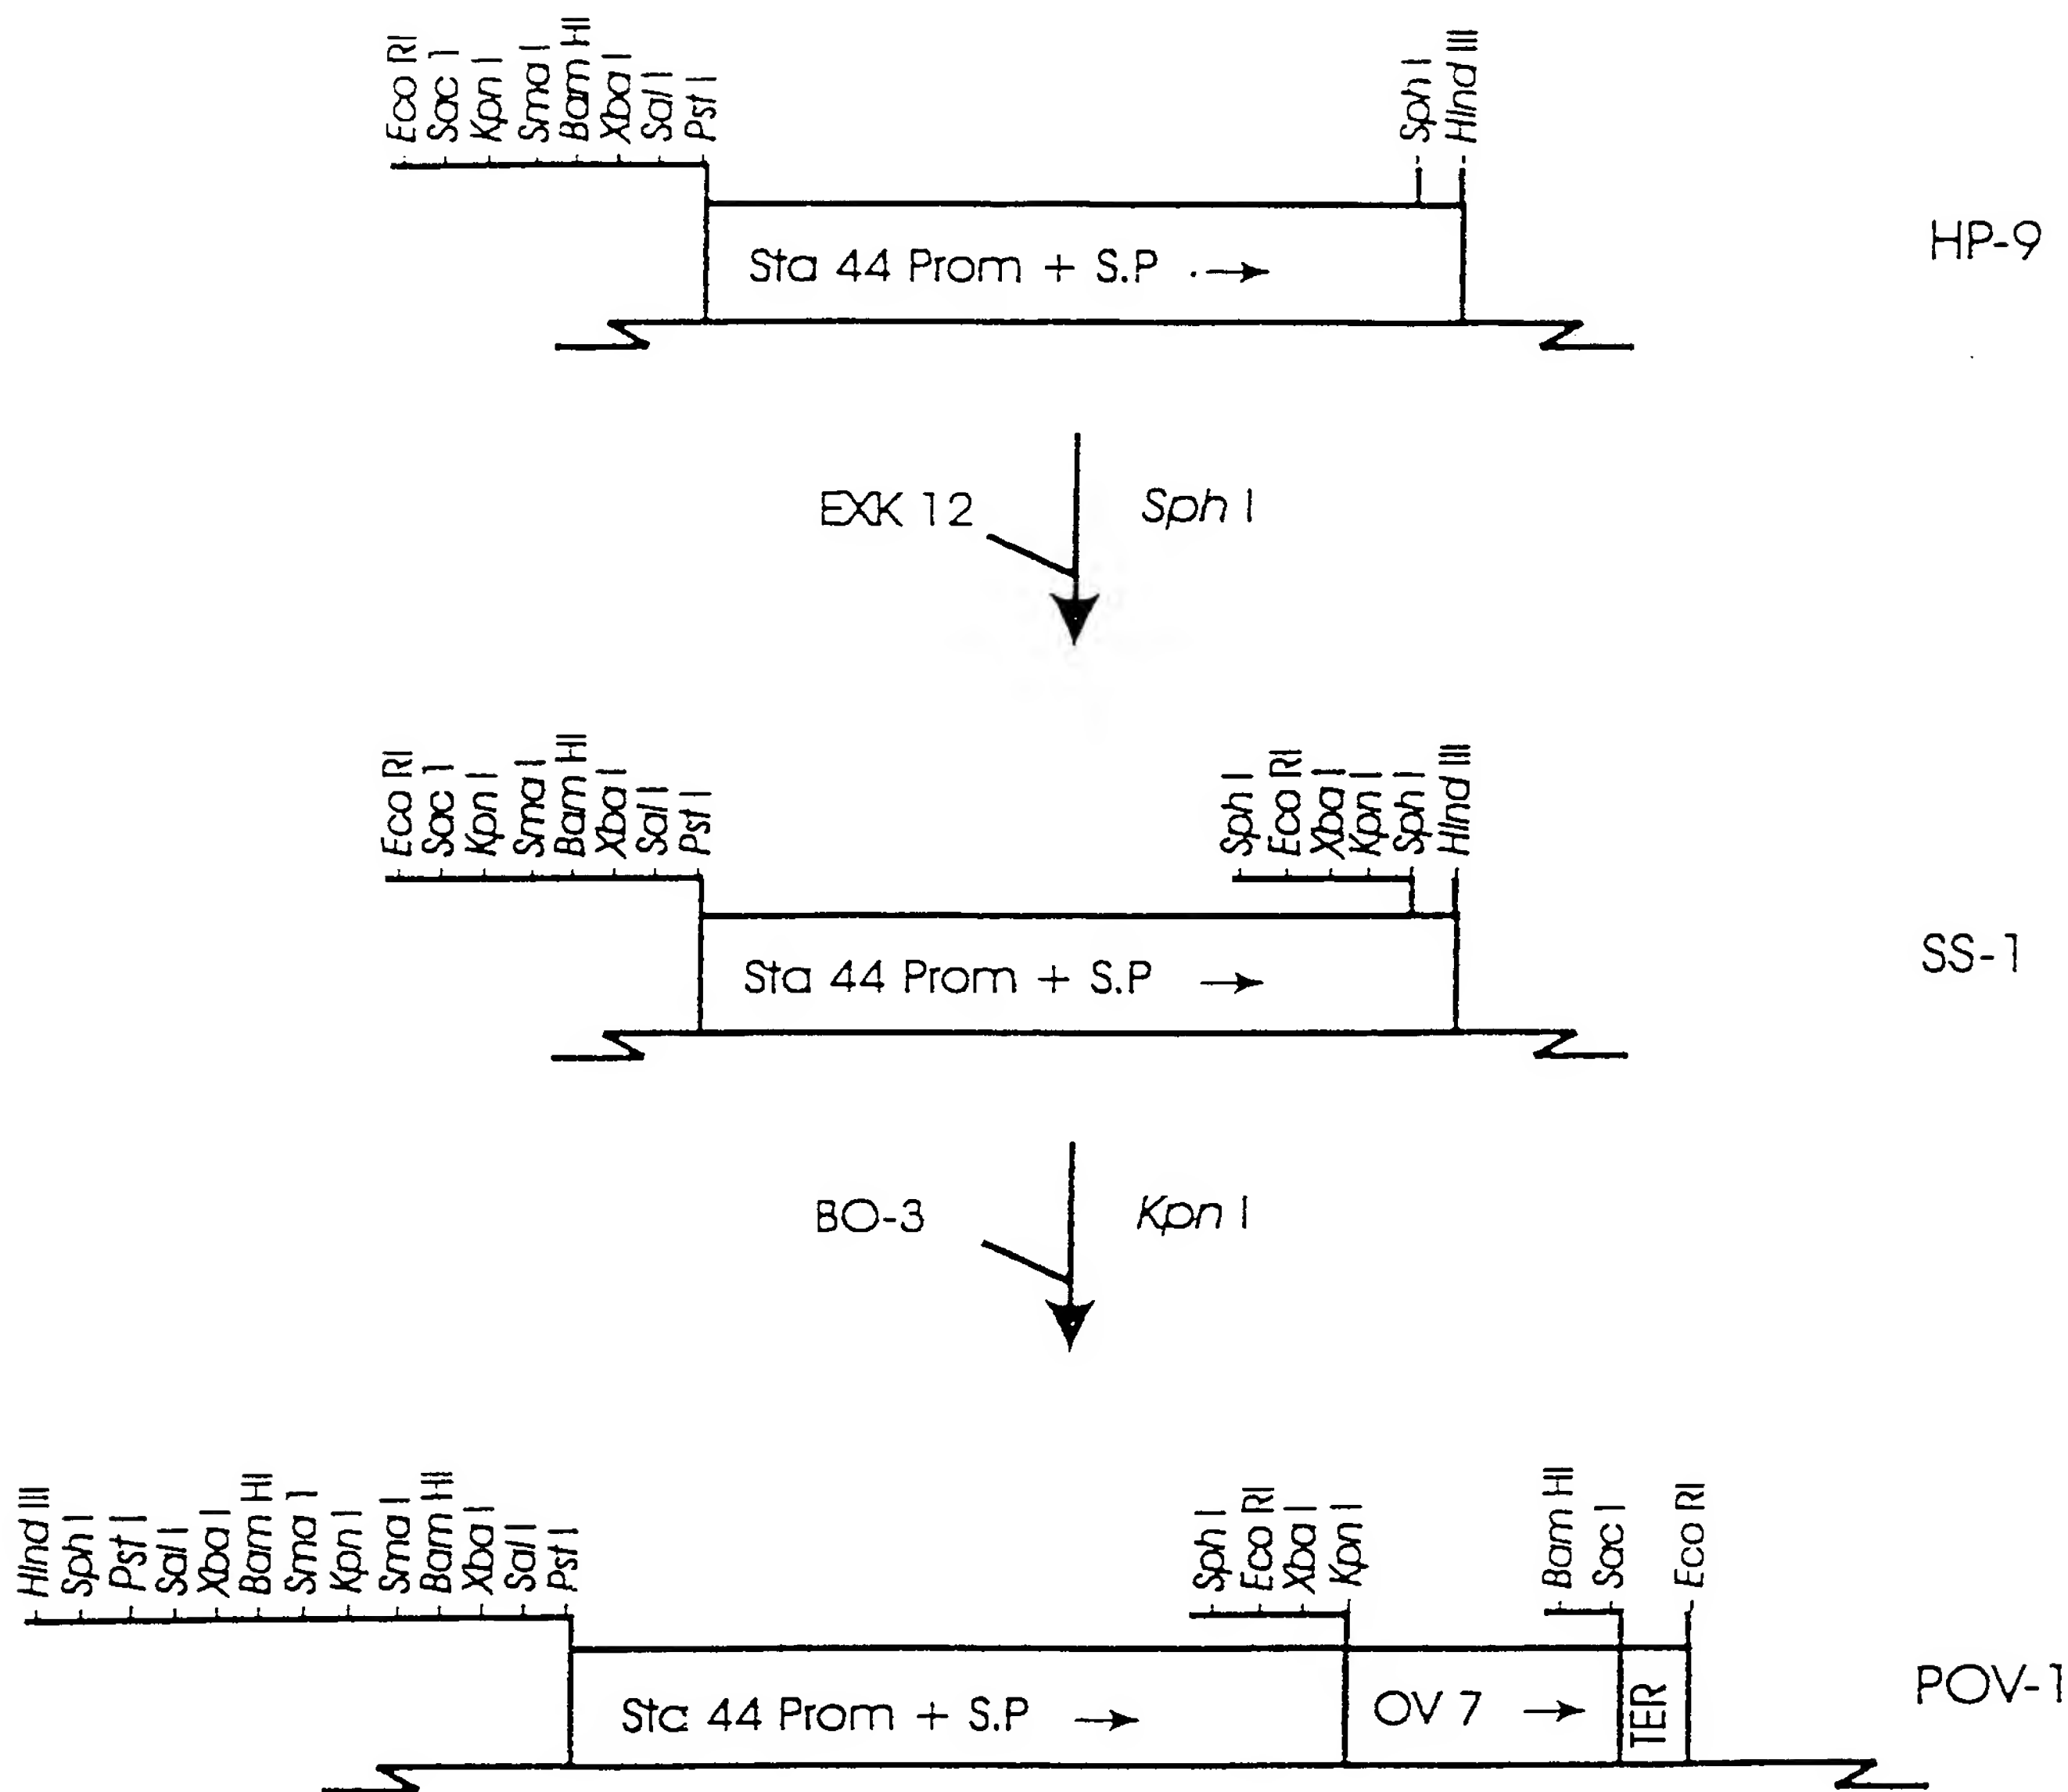 Eco RI
Sac I
Kpn I
Sma I
Bam HI
Xba I
Sal I
Pst I
Sph I
Hind III
Sta 44 Prom + S.P
HP-9
EXK 12
Sph I
Eco RI
Sac I
Kpn I
Sma I
Bam HI
Xba I
Sal I
Pst I
Sph I
Eco RI
Xba I
Kpn I
Sph I
Hind III
Sta 44 Prom + S.P
SS-1
BO-3
Kpn I
Hind III
Sph I
Pst I
Sal I
Xba I
Bam HI
Sma I
Kpn I
Sma I
Bam HI
Xba I
Sal I
Pst I
Sph I
Eco RI
Xba I
Kpn I
Bam HI
Sac I
Eco RI
Sta 44 Prom + S.P
OV 7
TER
POV-1